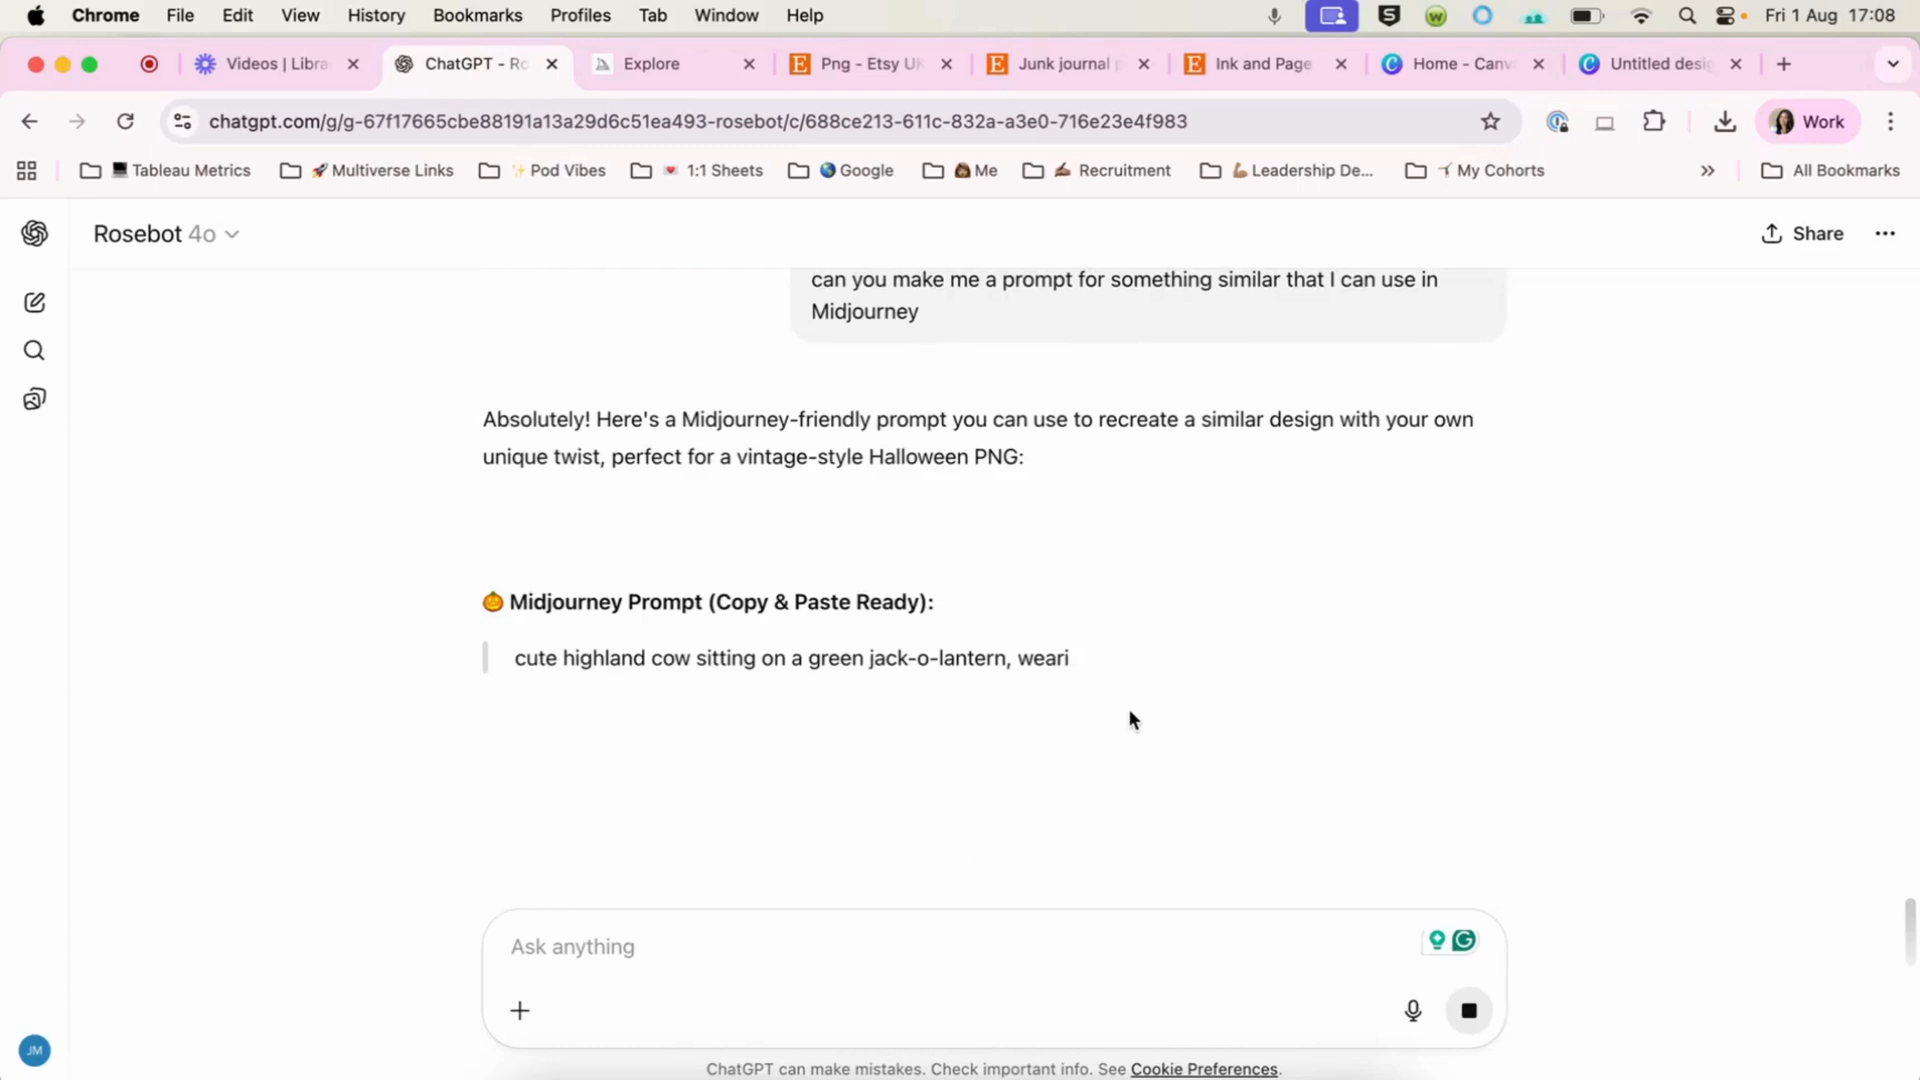 Chrome File Edit View History Bookmarks Profiles Tab Window Help Fri 1 Aug 17:08
Videos | Libra ChatGPT - Ro Explore Png - Etsy UK Junk journal p Ink and Page Home - Canv Untitled desi
chatgpt.com/g/g-67f17665cbe88191a13a29d6c51ea493-rosebot/c/688ce213-611c-832a-a3e0-716e23e4f983 Work
Tableau Metrics Multiverse Links Pod Vibes 1:1 Sheets Google Me Recruitment Leadership De... My Cohorts All Bookmarks
Rosebot 4o Share
can you make me a prompt for something similar that I can use in
Midjourney
Absolutely! Here's a Midjourney-friendly prompt you can use to recreate a similar design with your own
unique twist, perfect for a vintage-style Halloween PNG:
🎃 Midjourney Prompt (Copy & Paste Ready):
cute highland cow sitting on a green jack-o-lantern, weari
Ask anything
JM
ChatGPT can make mistakes. Check important info. See Cookie Preferences.